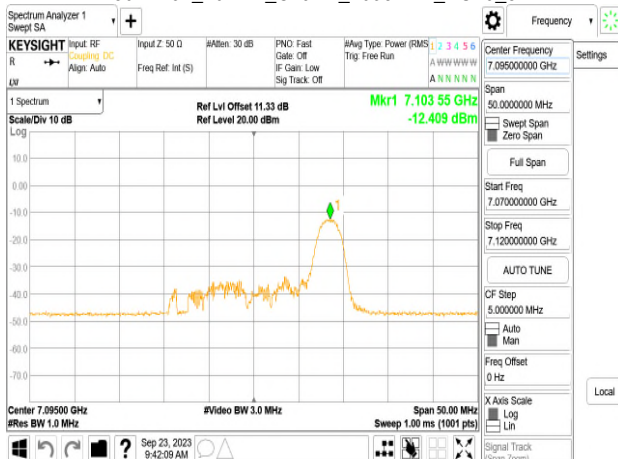 Spectrum Analyzer 1
Swept SA
Frequency
KEYSIGHT
R
Input: RF
Coupling: DC
Align: Auto
Input Z: 50 Ω
Freq Ref: Int (S)
#Atten: 30 dB
PNO: Fast
Gate: Off
IF Gain: Low
Sig Track: Off
#Avg Type: Power (RMS
Trig: Free Run
1 2 3 4 5 6
A W W W W W
A N N N N N
1 Spectrum
Scale/Div 10 dB
Ref Lvl Offset 11.33 dB
Ref Level 20.00 dBm
Mkr1 7.103 55 GHz
-12.409 dBm
Log
10.0
0.00
-10.0
-20.0
-30.0
-40.0
-50.0
-60.0
-70.0
1
Center 7.09500 GHz
#Res BW 1.0 MHz
#Video BW 3.0 MHz
Span 50.00 MHz
Sweep 1.00 ms (1001 pts)
Sep 23, 2023
9:42:09 AM
Center Frequency
7.095000000 GHz
Span
50.0000000 MHz
Swept Span
Zero Span
Full Span
Start Freq
7.070000000 GHz
Stop Freq
7.120000000 GHz
AUTO TUNE
CF Step
5.000000 MHz
Auto
Man
Freq Offset
0 Hz
X Axis Scale
Log
Lin
Signal Track
(Span Zoom)
Settings
Local